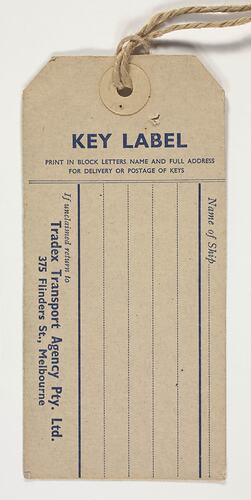 KEY LABEL
PRINT IN BLOCK LETTERS NAME AND FULL ADDRESS
FOR DELIVERY OR POSTAGE OF KEYS
Name of Ship
If unclaimed return to
Tradex Transport Agency Pty. Ltd.
375 Flinders St., Melbourne